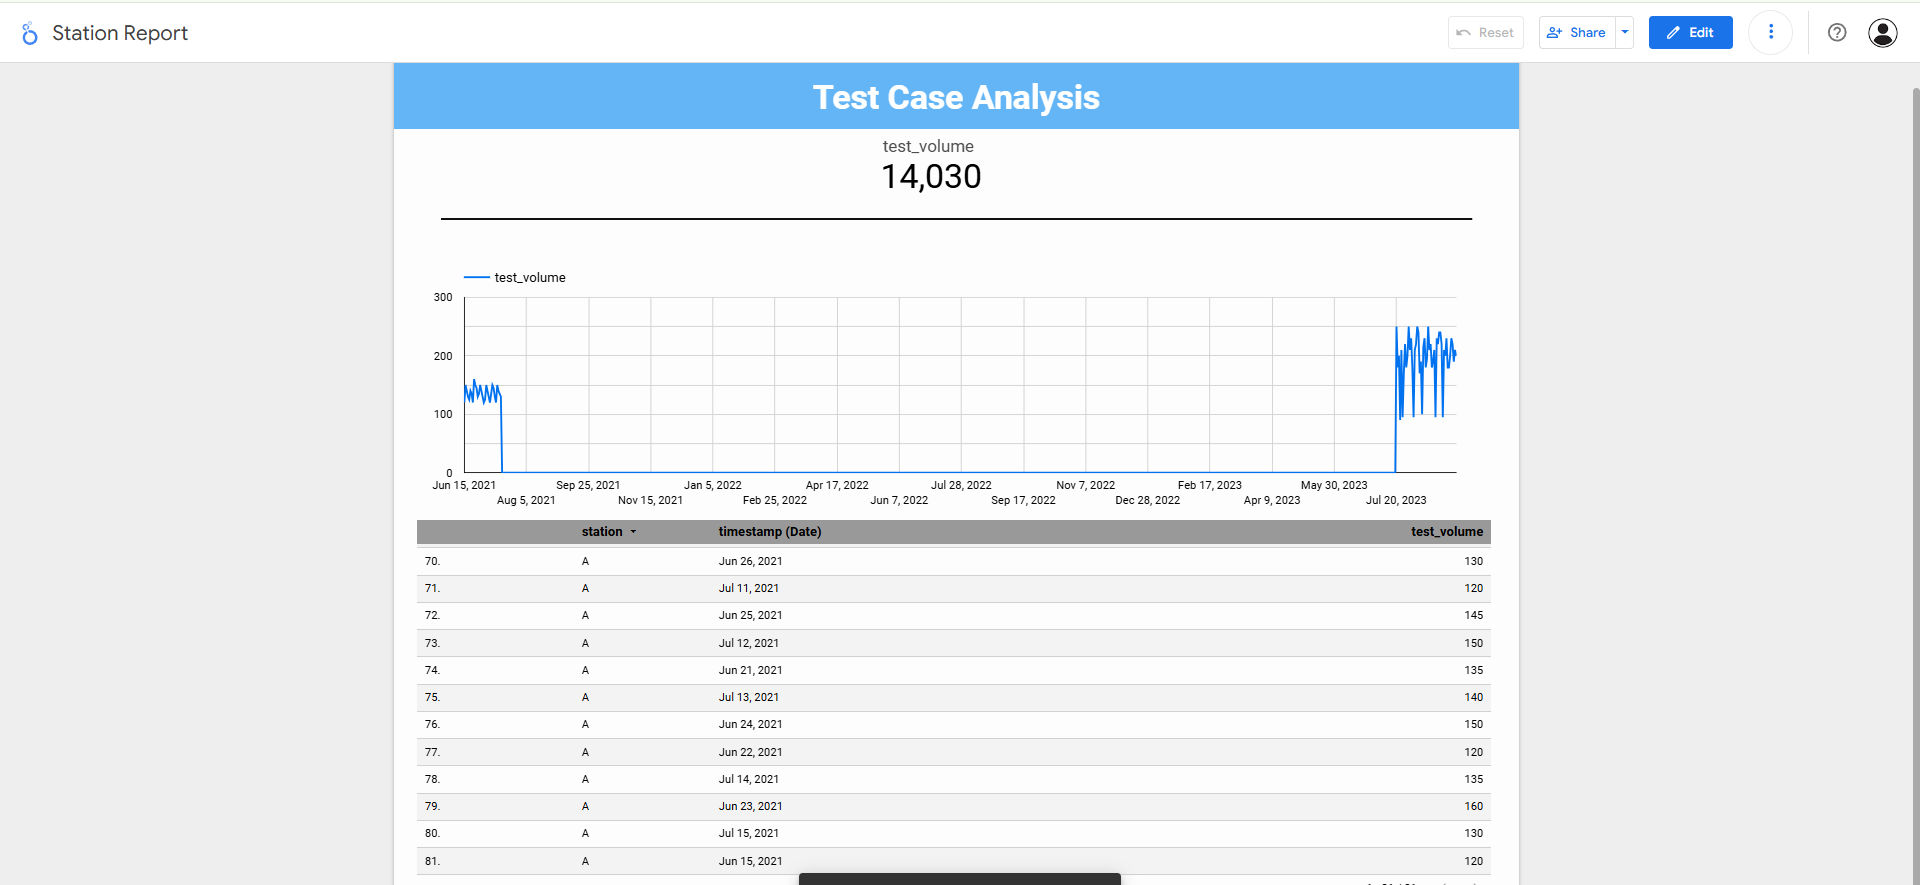 Station Report
Reset
Share
Edit
Test Case Analysis
test_volume
14,030
test_volume
300
200
100
0
Jun 15, 2021
Aug 5, 2021
Sep 25, 2021
Nov 15, 2021
Jan 5, 2022
Feb 25, 2022
Apr 17, 2022
Jun 7, 2022
Jul 28, 2022
Sep 17, 2022
Nov 7, 2022
Dec 28, 2022
Feb 17, 2023
Apr 9, 2023
May 30, 2023
Jul 20, 2023
station timestamp (Date) test_volume
70. A Jun 26, 2021 130
71. A Jul 11, 2021 120
72. A Jun 25, 2021 145
73. A Jul 12, 2021 150
74. A Jun 21, 2021 135
75. A Jul 13, 2021 140
76. A Jun 24, 2021 150
77. A Jun 22, 2021 120
78. A Jul 14, 2021 135
79. A Jun 23, 2021 160
80. A Jul 15, 2021 130
81. A Jun 15, 2021 120